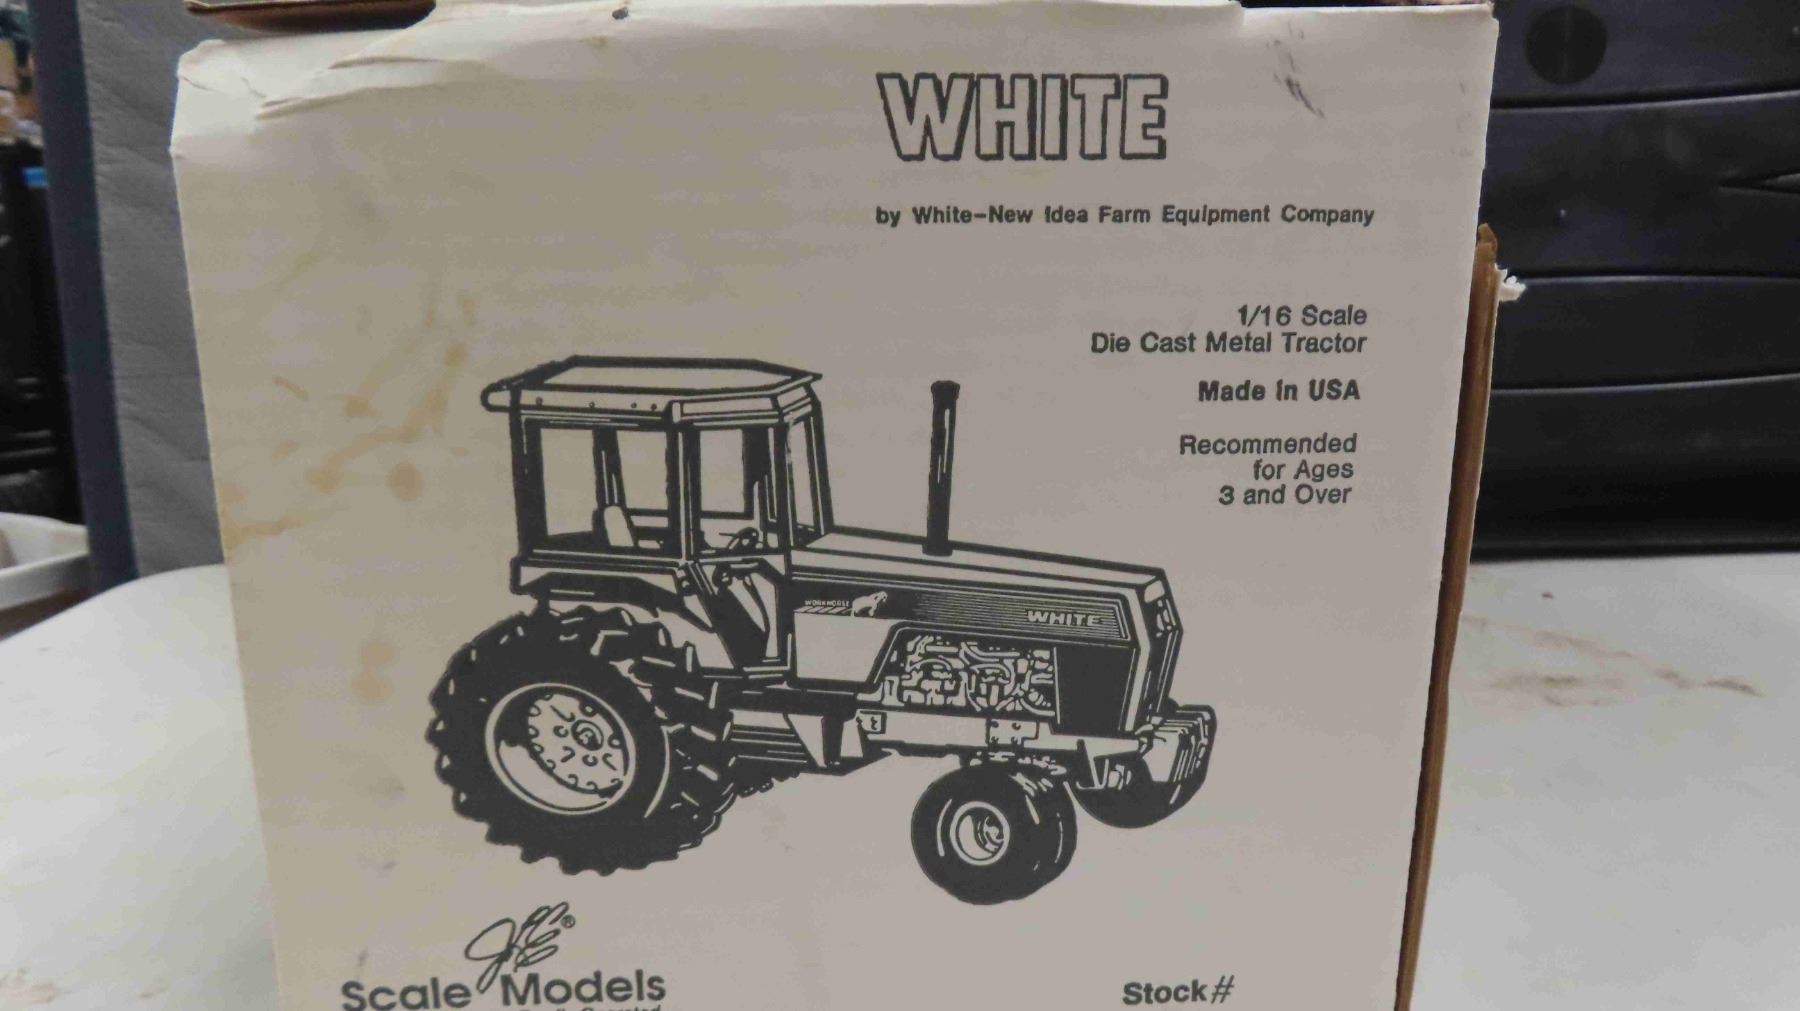 WHITE
by White-New Idea Farm Equipment Company
1/16 Scale
Die Cast Metal Tractor
Made In USA
Recommended
for Ages
3 and Over
WORKHORSE
WHITE
JLE®
Scale Models
Stock#